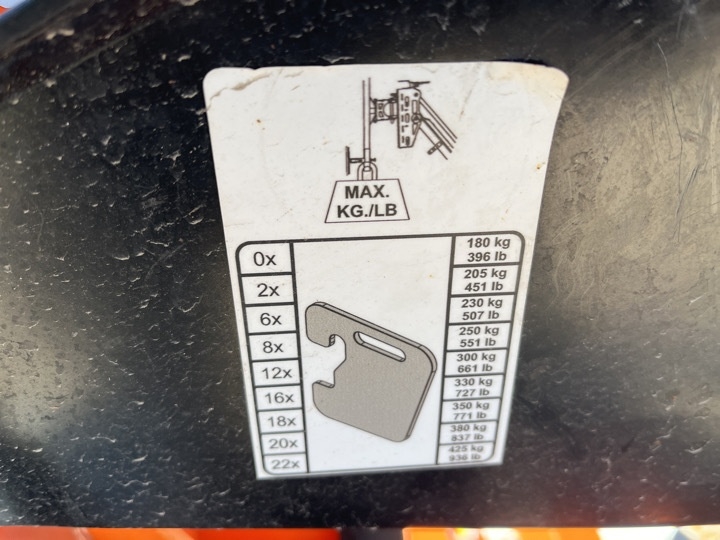 MAX.
KG./LB
0x 180 kg
396 lb
2x 205 kg
451 lb
6x 230 kg
507 lb
8x 250 kg
551 lb
12x 300 kg
661 lb
16x 330 kg
727 lb
18x 350 kg
771 lb
20x 380 kg
837 lb
22x 425 kg
936 lb